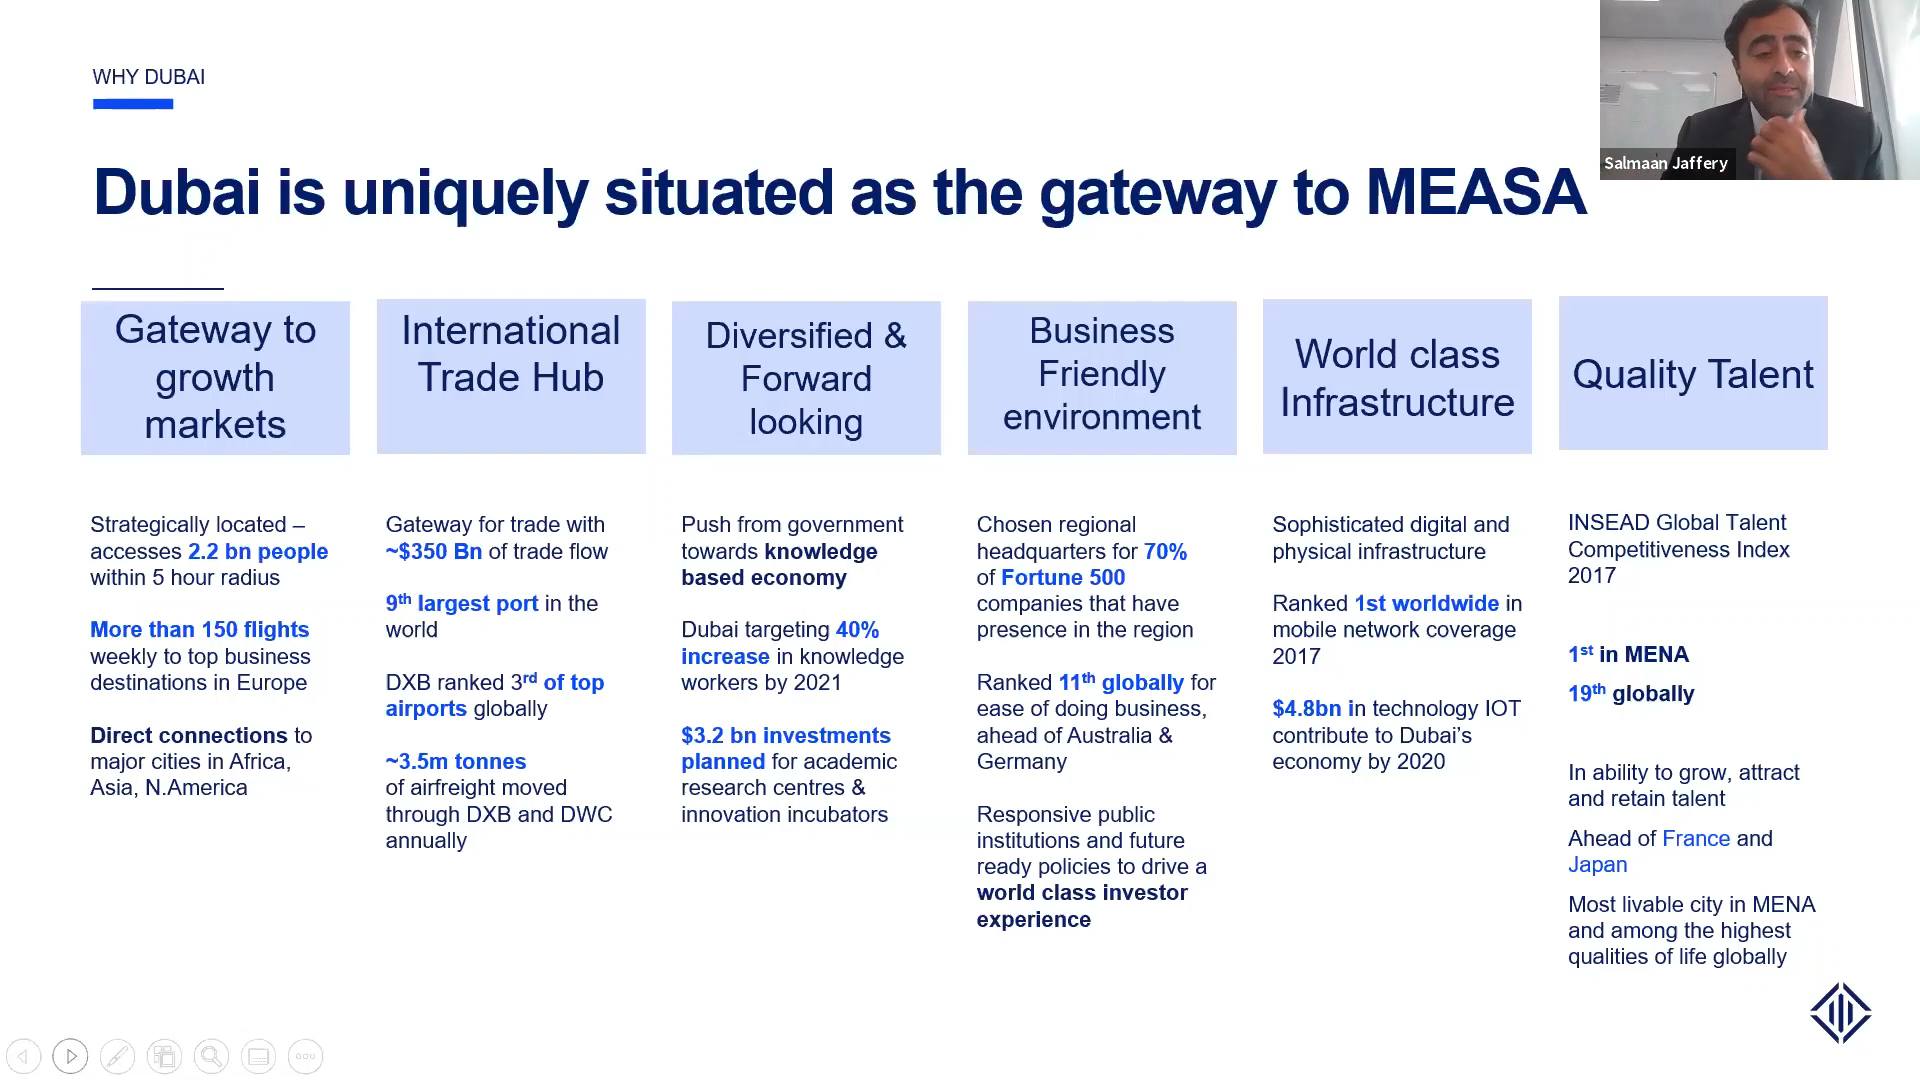 WHY DUBAI
Salmaan Jaffery
Dubai is uniquely situated as the gateway to MEASA
Gateway to
growth
markets
Strategically located –
accesses 2.2 bn people
within 5 hour radius
More than 150 flights
weekly to top business
destinations in Europe
Direct connections to
major cities in Africa,
Asia, N.America
International
Trade Hub
Gateway for trade with
~$350 Bn of trade flow
9th largest port in the
world
DXB ranked 3rd of top
airports globally
~3.5m tonnes
of airfreight moved
through DXB and DWC
annually
Diversified &
Forward
looking
Push from government
towards knowledge
based economy
Dubai targeting 40%
increase in knowledge
workers by 2021
$3.2 bn investments
planned for academic
research centres &
innovation incubators
Business
Friendly
environment
Chosen regional
headquarters for 70%
of Fortune 500
companies that have
presence in the region
Ranked 11th globally for
ease of doing business,
ahead of Australia &
Germany
Responsive public
institutions and future
ready policies to drive a
world class investor
experience
World class
Infrastructure
Sophisticated digital and
physical infrastructure
Ranked 1st worldwide in
mobile network coverage
2017
$4.8bn in technology IOT
contribute to Dubai’s
economy by 2020
Quality Talent
INSEAD Global Talent
Competitiveness Index
2017
1st in MENA
19th globally
In ability to grow, attract
and retain talent
Ahead of France and
Japan
Most livable city in MENA
and among the highest
qualities of life globally